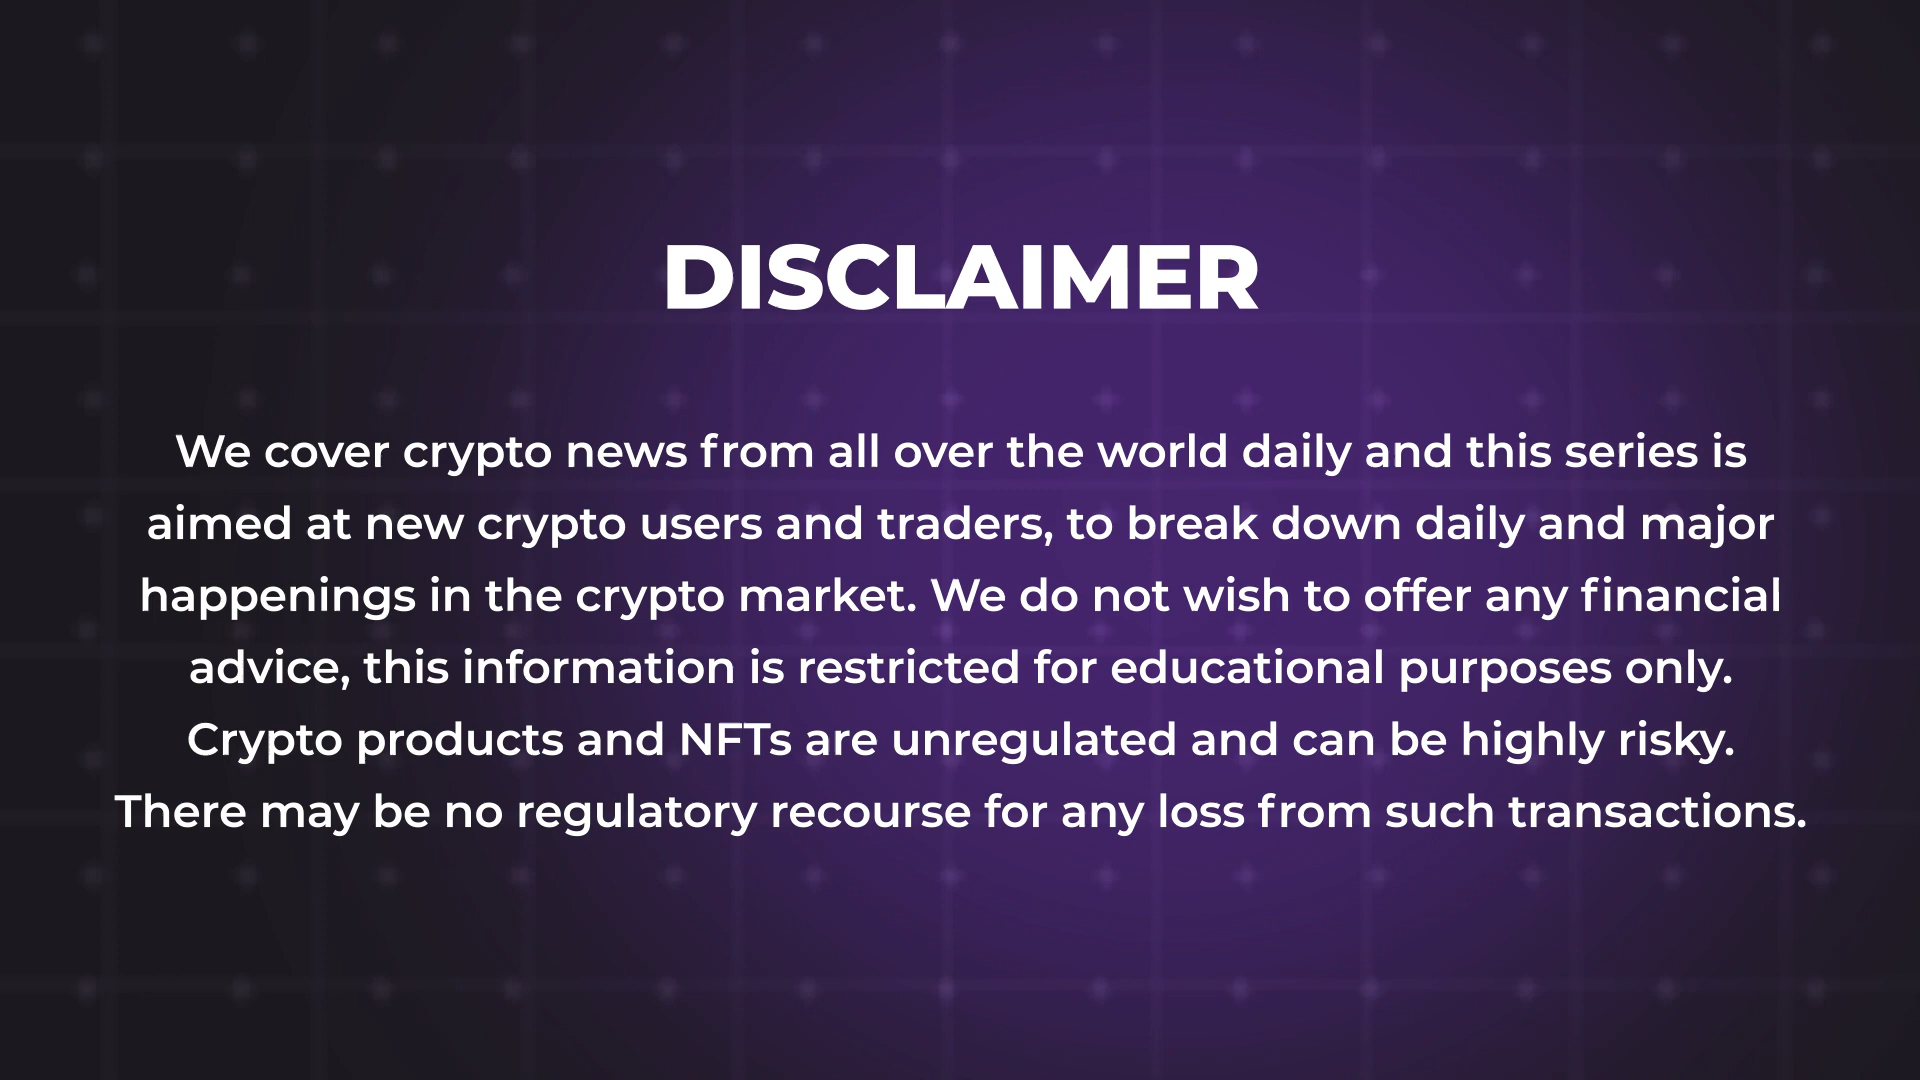 DISCLAIMER
We cover crypto news from all over the world daily and this series is
aimed at new crypto users and traders, to break down daily and major
happenings in the crypto market. We do not wish to offer any financial
advice, this information is restricted for educational purposes only.
Crypto products and NFTs are unregulated and can be highly risky.
There may be no regulatory recourse for any loss from such transactions.